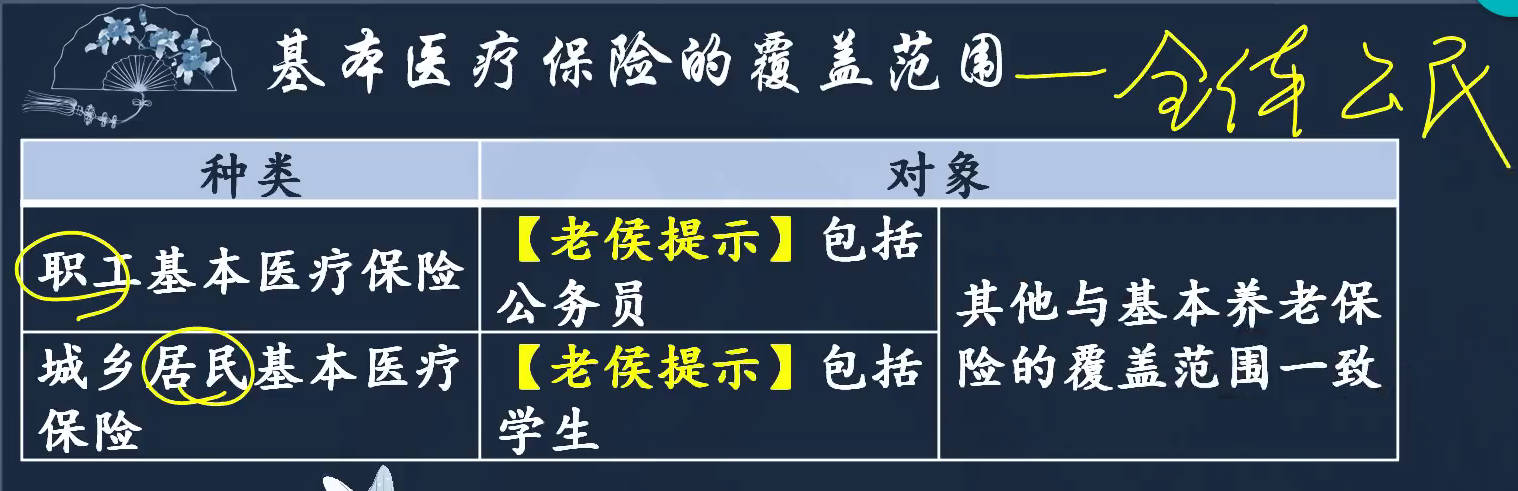 基本医疗保险的覆盖范围—全体公民
种类
对象
职工基本医疗保险
【老侯提示】包括
公务员
城乡居民基本医疗
保险
【老侯提示】包括
学生
其他与基本养老保
险的覆盖范围一致